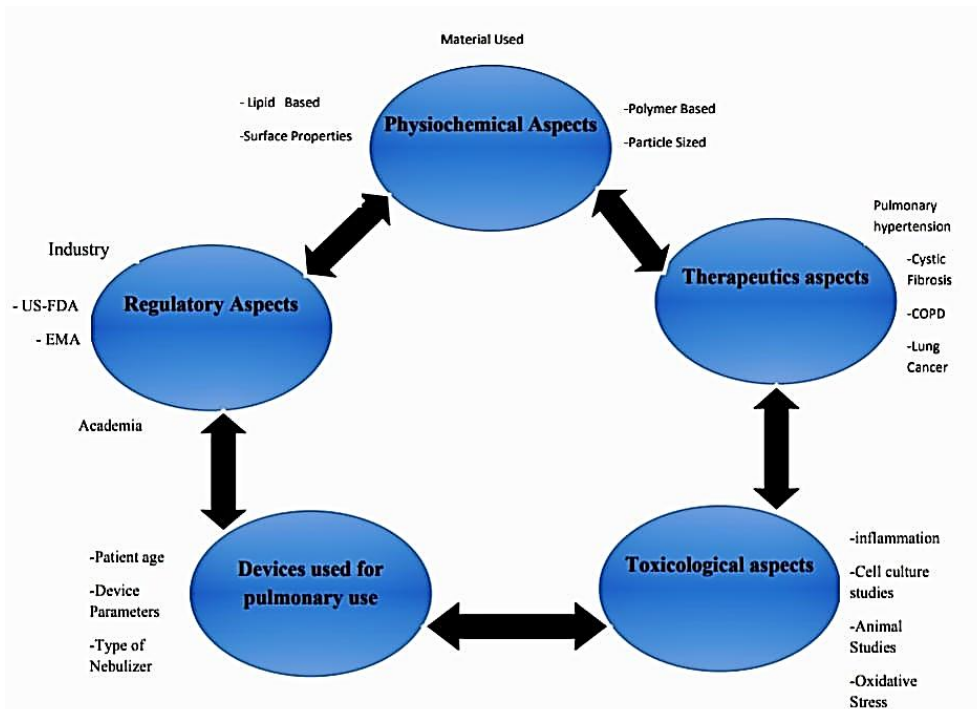 Material Used
- Lipid Based
-Surface Properties
Physiochemical Aspects
-Polymer Based
-Particle Sized
Pulmonary
hypertension
-Cystic
Fibrosis
-COPD
-Lung
Cancer
Therapeutics aspects
Industry
- US-FDA
- EMA
Academia
Regulatory Aspects
-Patient age
-Device
Parameters
-Type of
Nebulizer
Devices used for
pulmonary use
Toxicological aspects
-inflammation
-Cell culture
studies
-Animal
Studies
-Oxidative
Stress